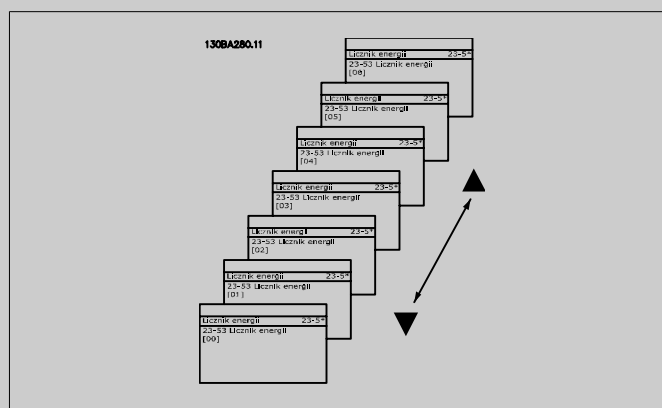 130BA280.11
Licznik energii 23-5*
23-53 Licznik energii
[06]
Licznik energii 23-5*
23-53 Licznik energii
[05]
Licznik energii 23-5*
23-53 Licznik energii
[04]
Licznik energii 23-5*
23-53 Licznik energii
[03]
Licznik energii 23-5*
23-53 Licznik energii
[02]
Licznik energii 23-5*
23-53 Licznik energii
[01]
Licznik energii 23-5*
23-53 Licznik energii
[00]